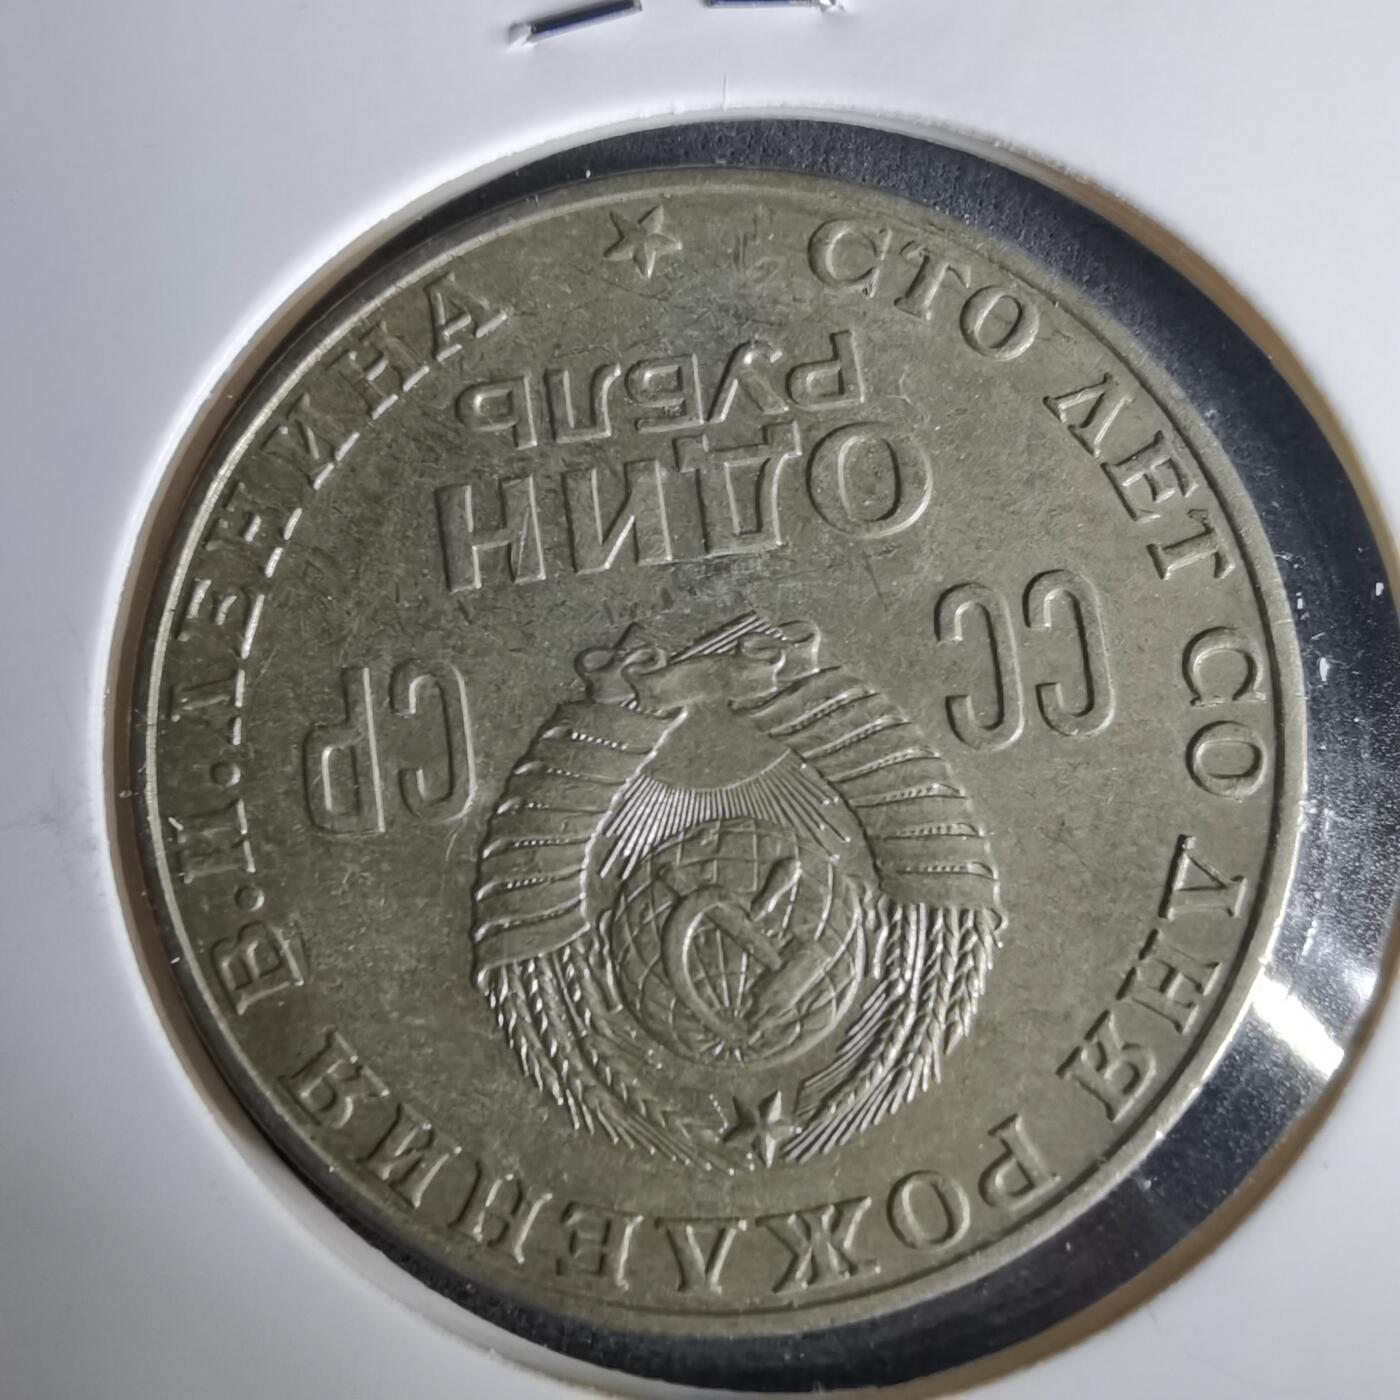 СТО ЛЕТ СО ДНЯ РОЖДЕНИЯ В.И.ЛЕНИНА
СС СР
ОДИН
РУБЛЬ